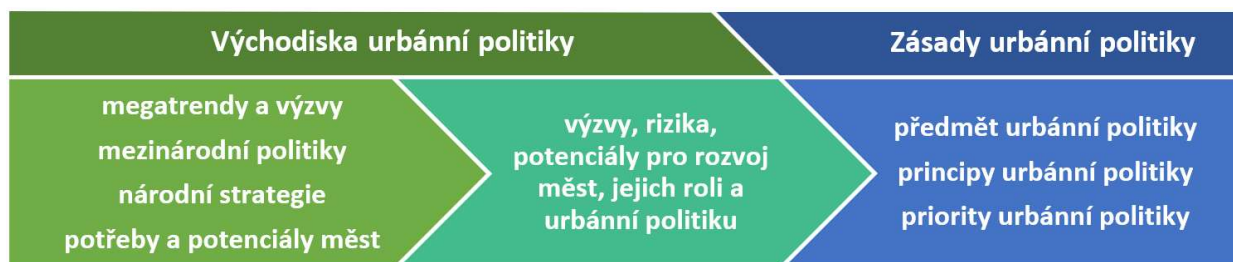 Východiska urbánní politiky
Zásady urbánní politiky
megatrendy a výzvy
mezinárodní politiky
národní strategie
potřeby a potenciály měst
výzvy, rizika,
potenciály pro rozvoj
měst, jejich roli a
urbánní politiku
předmět urbánní politiky
principy urbánní politiky
priority urbánní politiky